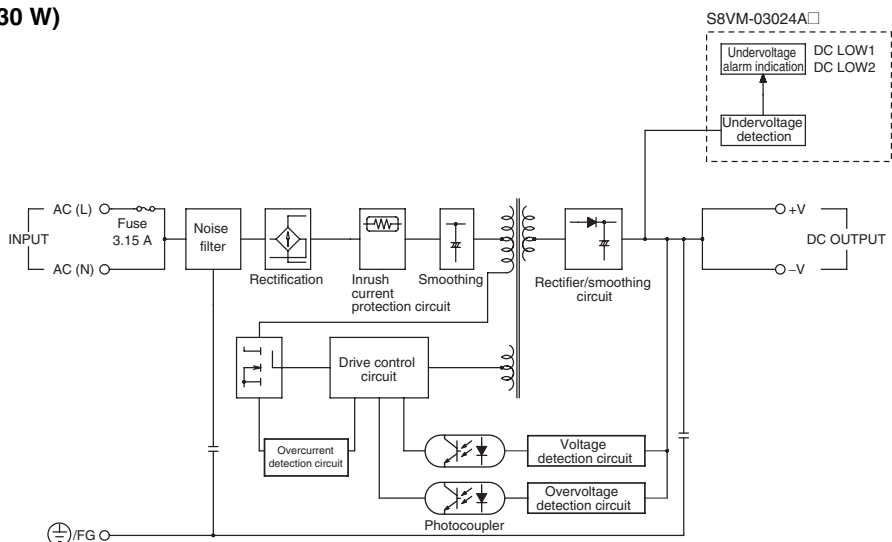 30 W)
S8VM-03024A□
Undervoltage
alarm indication
DC LOW1
DC LOW2
Undervoltage
detection
INPUT
AC (L)
Fuse
3.15 A
AC (N)
Noise
filter
Rectification
Inrush
current
protection circuit
Smoothing
Rectifier/smoothing
circuit
+V
DC OUTPUT
–V
Drive control
circuit
Overcurrent
detection circuit
Voltage
detection circuit
Overvoltage
detection circuit
Photocoupler
/FG